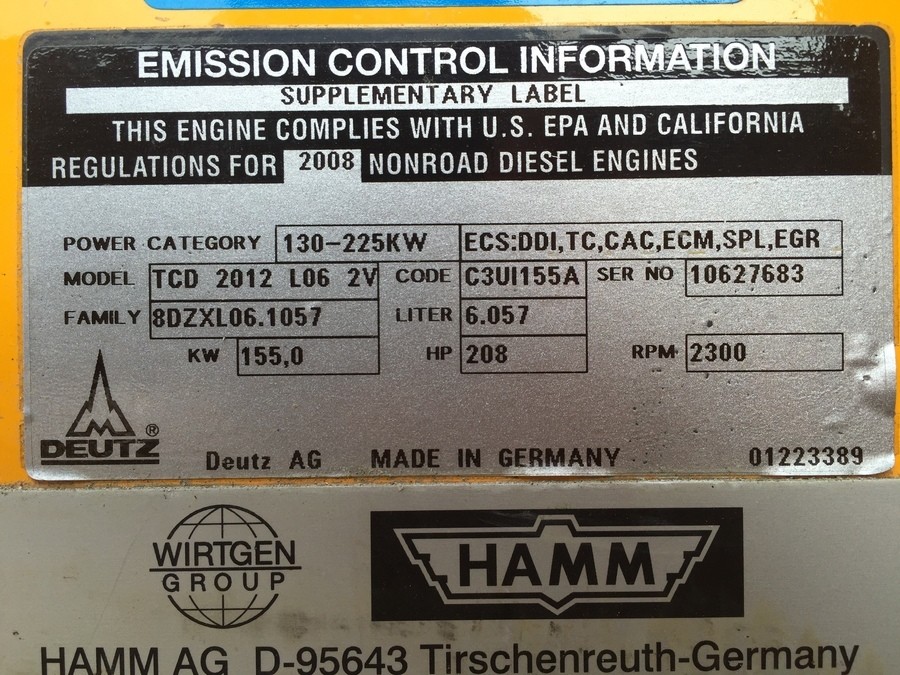 EMISSION CONTROL INFORMATION
SUPPLEMENTARY LABEL
THIS ENGINE COMPLIES WITH U.S. EPA AND CALIFORNIA
REGULATIONS FOR 2008 NONROAD DIESEL ENGINES
POWER CATEGORY 130-225KW ECS:DDI,TC,CAC,ECM,SPL,EGR
MODEL TCD 2012 L06 2V CODE C3UI155A SER NO 10627683
FAMILY 8DZXL06.1057 LITER 6.057
KW 155,0 HP 208 RPM 2300
DEUTZ ®
Deutz AG MADE IN GERMANY 01223389
WIRTGEN
GROUP
HAMM
HAMM AG D-95643 Tirschenreuth-Germany